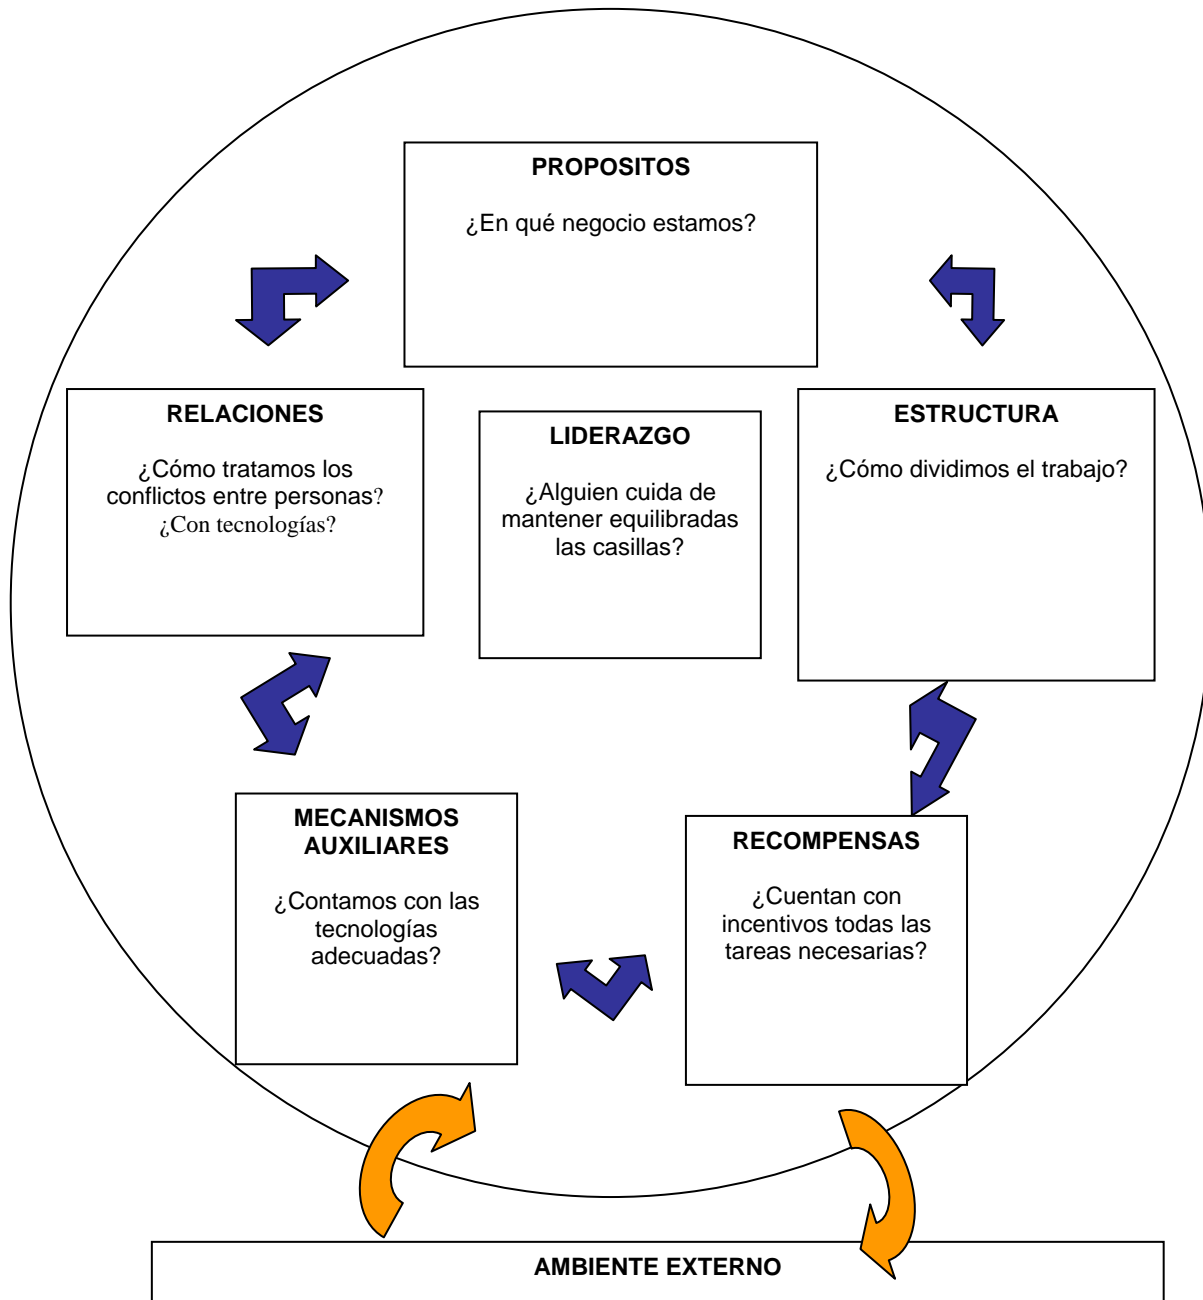 PROPOSITOS
¿En qué negocio estamos?
RELACIONES
¿Cómo tratamos los
conflictos entre personas?
¿Con tecnologías?
LIDERAZGO
¿Alguien cuida de
mantener equilibradas
las casillas?
ESTRUCTURA
¿Cómo dividimos el trabajo?
MECANISMOS
AUXILIARES
¿Contamos con las
tecnologías
adecuadas?
RECOMPENSAS
¿Cuentan con
incentivos todas las
tareas necesarias?
AMBIENTE EXTERNO